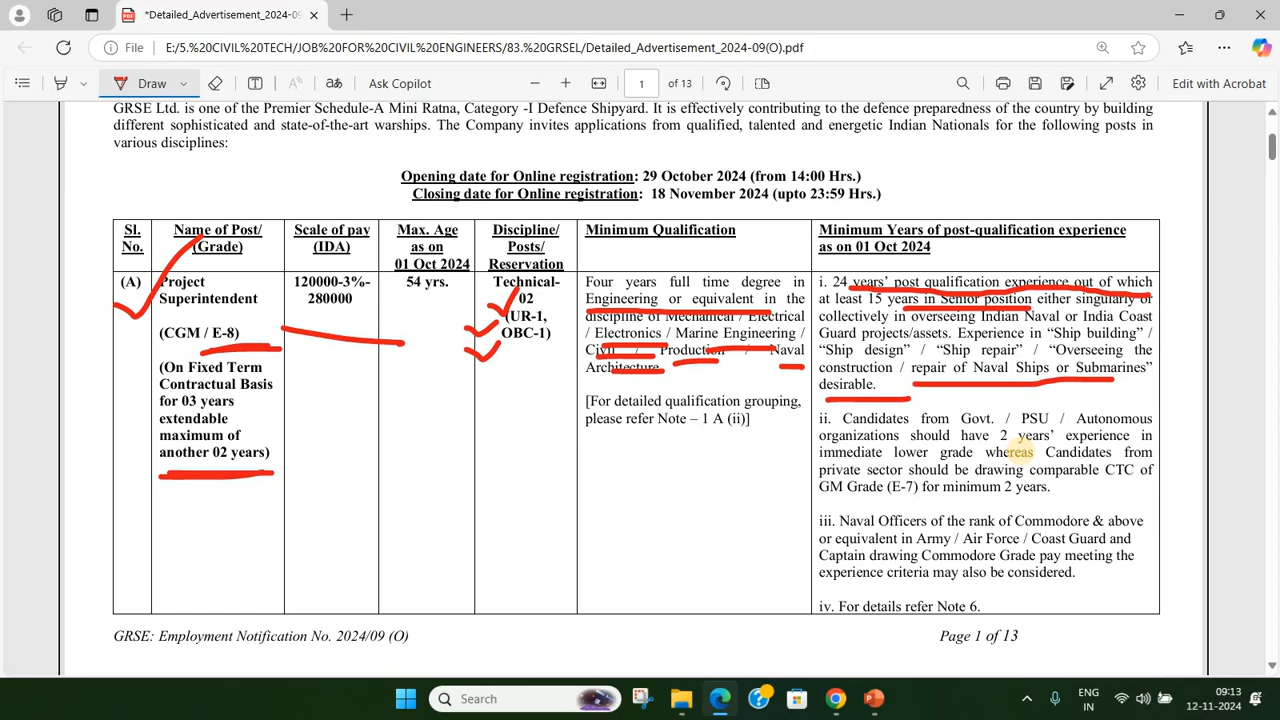 *Detailed_Advertisement_2024-09
File
E:/5.%20CIVIL%20TECH/JOB%20FOR%20CIVIL%20ENGINEERS/83.%20GRSEL/Detailed_Advertisement_2024-09(O).pdf
Draw
Ask Copilot
1
of 13
Edit with Acrobat
GRSE Ltd. is one of the Premier Schedule-A Mini Ratna, Category -I Defence Shipyard. It is effectively contributing to the defence preparedness of the country by building
different sophisticated and state-of-the-art warships. The Company invites applications from qualified, talented and energetic Indian Nationals for the following posts in
various disciplines:
Opening date for Online registration: 29 October 2024 (from 14:00 Hrs.)
Closing date for Online registration: 18 November 2024 (upto 23:59 Hrs.)
Sl.
No.
Name of Post/
(Grade)
Scale of pay
(IDA)
Max. Age
as on
01 Oct 2024
Discipline/
Posts/
Reservation
Minimum Qualification
Minimum Years of post-qualification experience
as on 01 Oct 2024
(A)
Project
Superintendent
(CGM / E-8)
(On Fixed Term
Contractual Basis
for 03 years
extendable
maximum of
another 02 years)
120000-3%-
280000
54 yrs.
Technical-
02
(UR-1,
OBC-1)
Four years full time degree in
Engineering or equivalent in the
discipline of Mechanical / Electrical
/ Electronics / Marine Engineering /
Civil / Production / Naval
Architecture
[For detailed qualification grouping,
please refer Note – 1 A (ii)]
i. 24 years’ post qualification experience out of which
at least 15 years in Senior position either singularly or
collectively in overseeing Indian Naval or India Coast
Guard projects/assets. Experience in “Ship building” /
“Ship design” / “Ship repair” / “Overseeing the
construction / repair of Naval Ships or Submarines”
desirable.
ii. Candidates from Govt. / PSU / Autonomous
organizations should have 2 years’ experience in
immediate lower grade whereas Candidates from
private sector should be drawing comparable CTC of
GM Grade (E-7) for minimum 2 years.
iii. Naval Officers of the rank of Commodore & above
or equivalent in Army / Air Force / Coast Guard and
Captain drawing Commodore Grade pay meeting the
experience criteria may also be considered.
iv. For details refer Note 6.
GRSE: Employment Notification No. 2024/09 (O)
Page 1 of 13
Search
ENG
IN
09:13
12-11-2024